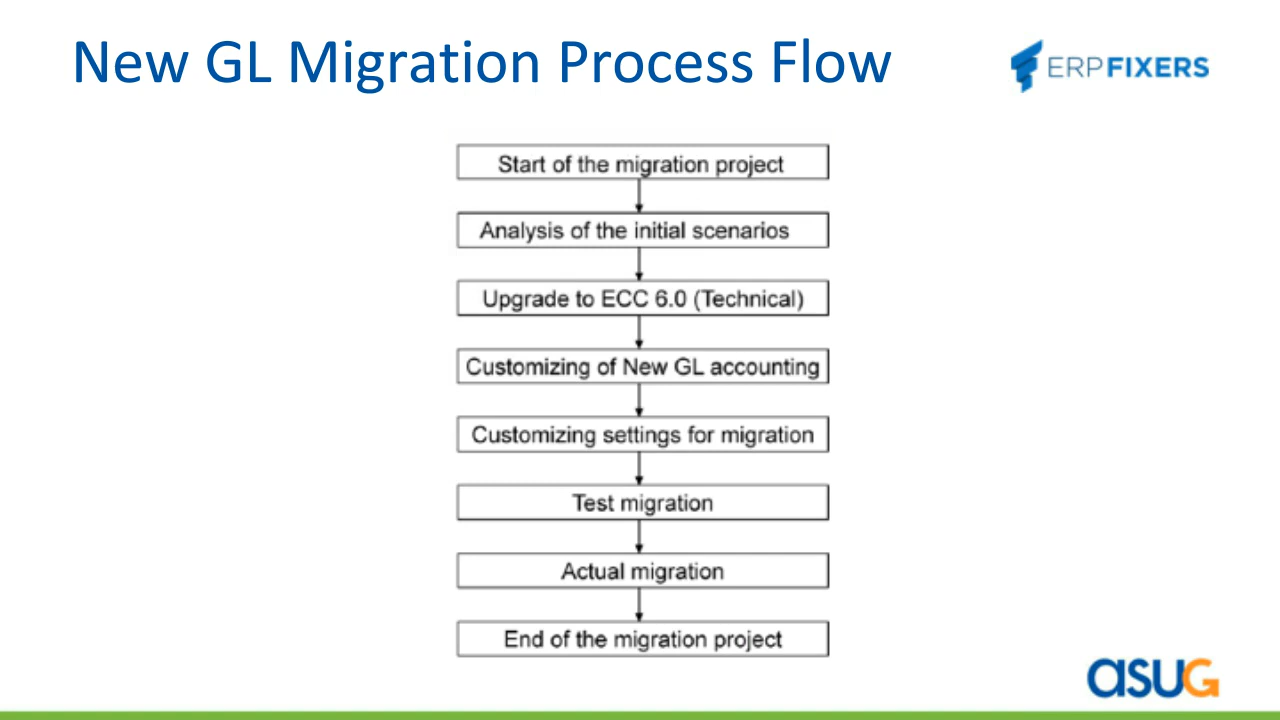 New GL Migration Process Flow
ERPFIXERS
Start of the migration project
Analysis of the initial scenarios
Upgrade to ECC 6.0 (Technical)
Customizing of New GL accounting
Customizing settings for migration
Test migration
Actual migration
End of the migration project
asuG